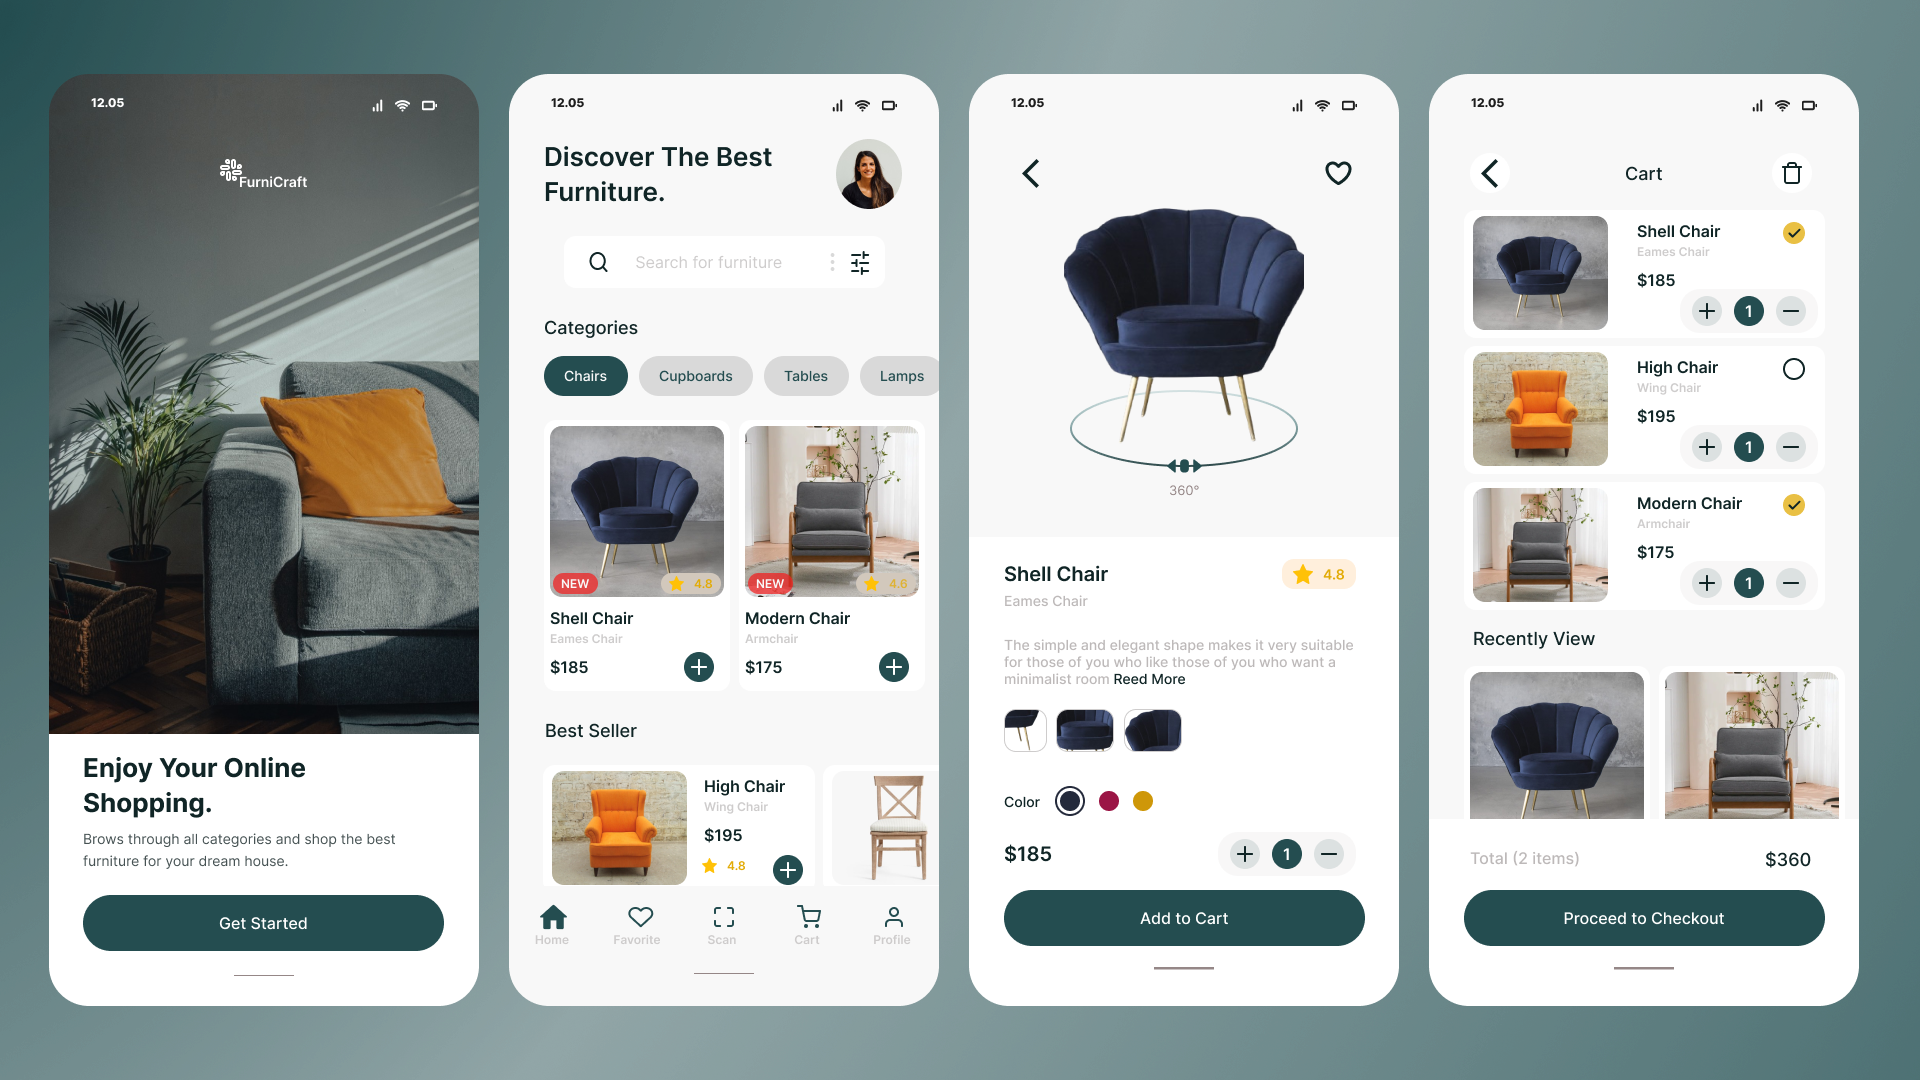 12.05
FurniCraft
Enjoy Your Online
Shopping.
Brows through all categories and shop the best
furniture for your dream house.
Get Started
12.05
Discover The Best
Furniture.
Search for furniture
Categories
Chairs
Cupboards
Tables
Lamps
NEW
4.8
NEW
4.6
Shell Chair
Eames Chair
$185
Modern Chair
Armchair
$175
Best Seller
High Chair
Wing Chair
$195
4.8
Home
Favorite
Scan
Cart
Profile
12.05
360°
Shell Chair
4.8
Eames Chair
The simple and elegant shape makes it very suitable
for those of you who like those of you who want a
minimalist room Reed More
Color
$185
1
Add to Cart
12.05
Cart
Shell Chair
Eames Chair
$185
1
High Chair
Wing Chair
$195
1
Modern Chair
Armchair
$175
1
Recently View
Total (2 items)
$360
Proceed to Checkout